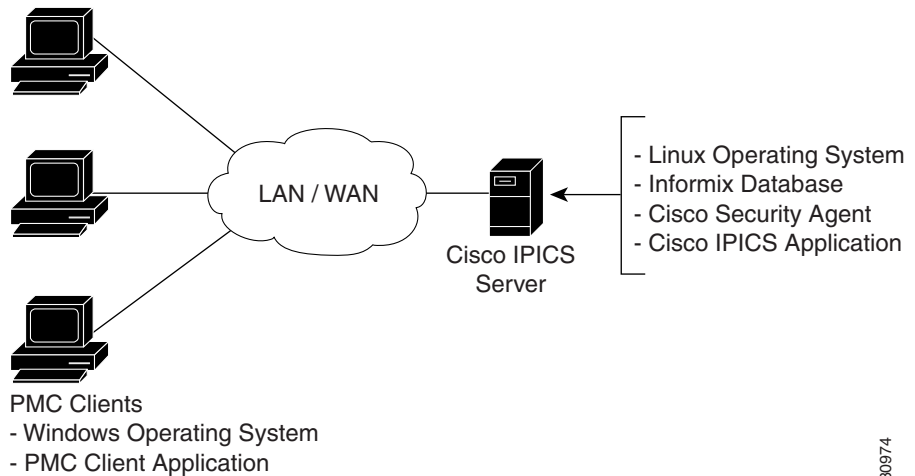 LAN / WAN
Cisco IPICS
Server
- Linux Operating System
- Informix Database
- Cisco Security Agent
- Cisco IPICS Application
PMC Clients
- Windows Operating System
- PMC Client Application